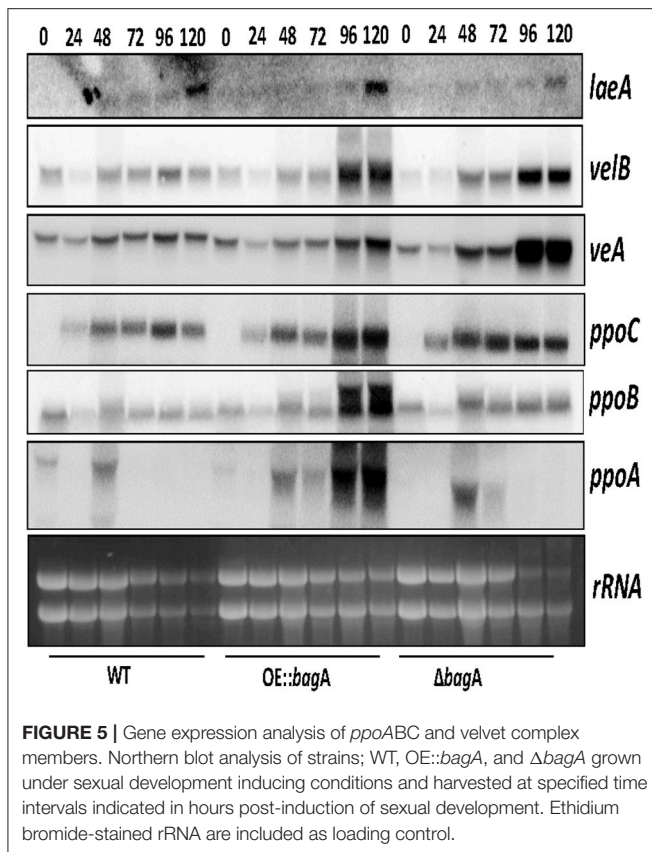 0 24 48 72 96 120 0 24 48 72 96 120 0 24 48 72 96 120
laeA
velB
veA
ppoC
ppoB
ppoA
rRNA
WT OE::bagA ΔbagA
FIGURE 5 | Gene expression analysis of ppoABC and velvet complex
members. Northern blot analysis of strains; WT, OE::bagA, and ΔbagA grown
under sexual development inducing conditions and harvested at specified time
intervals indicated in hours post-induction of sexual development. Ethidium
bromide-stained rRNA are included as loading control.